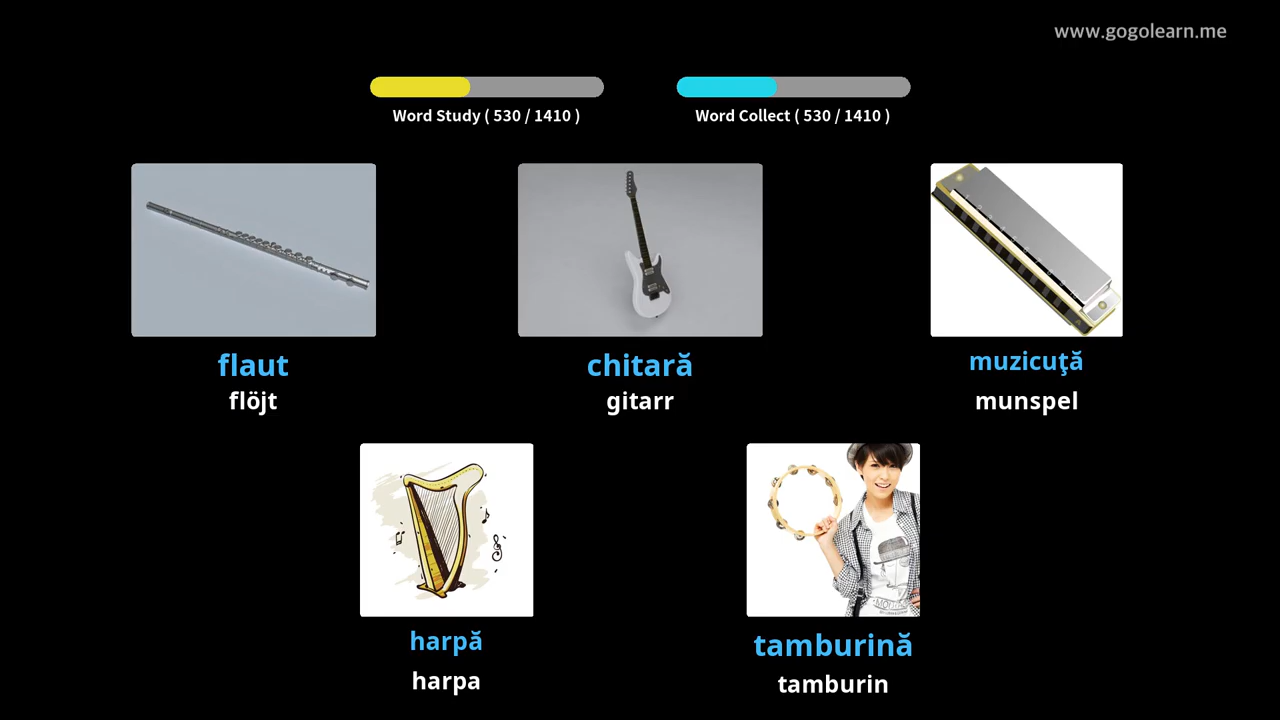 www.gogolearn.me
Word Study ( 530 / 1410 )
Word Collect ( 530 / 1410 )
flaut
flöjt
chitară
gitarr
muzicuţă
munspel
harpă
harpa
tamburină
tamburin